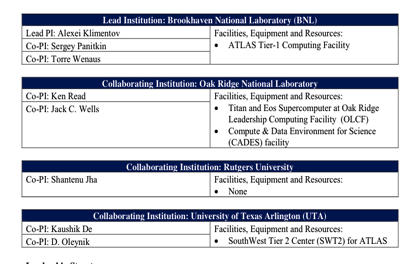 Lead Institution: Brookhaven National Laboratory (BNL)
Lead PI: Alexei Klimentov
Facilities, Equipment and Resources:
• ATLAS Tier-1 Computing Facility
Co-PI: Sergey Panitkin
Co-PI: Torre Wenaus
Collaborating Institution: Oak Ridge National Laboratory
Co-PI: Ken Read
Facilities, Equipment and Resources:
Co-PI: Jack C. Wells
• Titan and Eos Supercomputer at Oak Ridge
Leadership Computing Facility (OLCF)
• Compute & Data Environment for Science
(CADES) facility
Collaborating Institution: Rutgers University
Co-PI: Shantenu Jha
Facilities, Equipment and Resources:
• None
Collaborating Institution: University of Texas Arlington (UTA)
Co-PI: Kaushik De
Facilities, Equipment and Resources:
Co-PI: D. Oleynik
• SouthWest Tier 2 Center (SWT2) for ATLAS